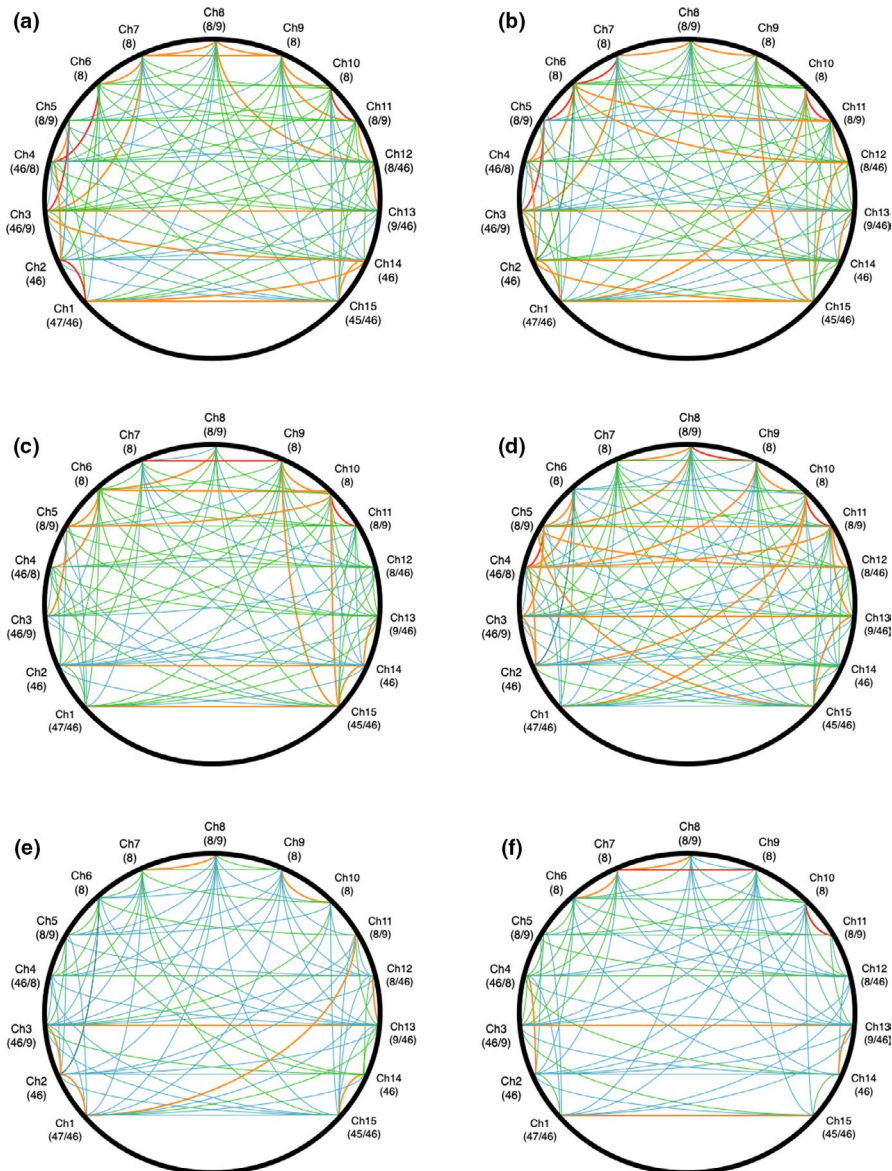 (a)
Ch8
(8/9)
Ch7
(8)
Ch9
(8)
Ch6
(8)
Ch10
(8)
Ch5
(8/9)
Ch11
(8/9)
Ch4
(46/8)
Ch12
(8/46)
Ch3
(46/9)
Ch13
(9/46)
Ch2
(46)
Ch14
(46)
Ch1
(47/46)
Ch15
(45/46)
(b)
Ch8
(8/9)
Ch7
(8)
Ch9
(8)
Ch6
(8)
Ch10
(8)
Ch5
(8/9)
Ch11
(8/9)
Ch4
(46/8)
Ch12
(8/46)
Ch3
(46/9)
Ch13
(9/46)
Ch2
(46)
Ch14
(46)
Ch1
(47/46)
Ch15
(45/46)
(c)
Ch8
(8/9)
Ch7
(8)
Ch9
(8)
Ch6
(8)
Ch10
(8)
Ch5
(8/9)
Ch11
(8/9)
Ch4
(46/8)
Ch12
(8/46)
Ch3
(46/9)
Ch13
(9/46)
Ch2
(46)
Ch14
(46)
Ch1
(47/46)
Ch15
(45/46)
(d)
Ch8
(8/9)
Ch7
(8)
Ch9
(8)
Ch6
(8)
Ch10
(8)
Ch5
(8/9)
Ch11
(8/9)
Ch4
(46/8)
Ch12
(8/46)
Ch3
(46/9)
Ch13
(9/46)
Ch2
(46)
Ch14
(46)
Ch1
(47/46)
Ch15
(45/46)
(e)
Ch8
(8/9)
Ch7
(8)
Ch9
(8)
Ch6
(8)
Ch10
(8)
Ch5
(8/9)
Ch11
(8/9)
Ch4
(46/8)
Ch12
(8/46)
Ch3
(46/9)
Ch13
(9/46)
Ch2
(46)
Ch14
(46)
Ch1
(47/46)
Ch15
(45/46)
(f)
Ch8
(8/9)
Ch7
(8)
Ch9
(8)
Ch6
(8)
Ch10
(8)
Ch5
(8/9)
Ch11
(8/9)
Ch4
(46/8)
Ch12
(8/46)
Ch3
(46/9)
Ch13
(9/46)
Ch2
(46)
Ch14
(46)
Ch1
(47/46)
Ch15
(45/46)